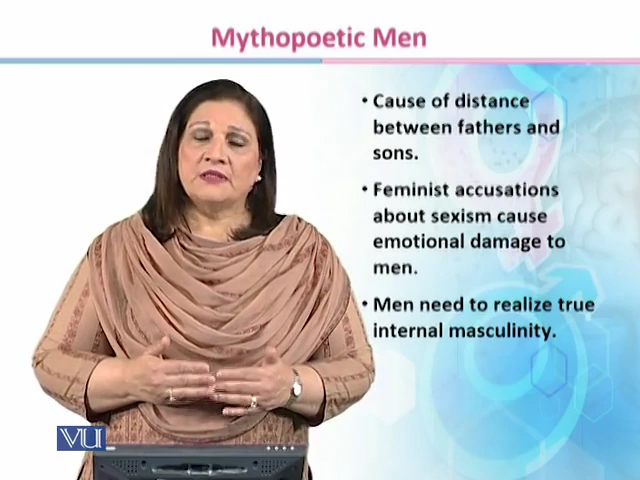 Mythopoetic Men
• Cause of distance
between fathers and
sons.
• Feminist accusations
about sexism cause
emotional damage to
men.
• Men need to realize true
internal masculinity.
VU